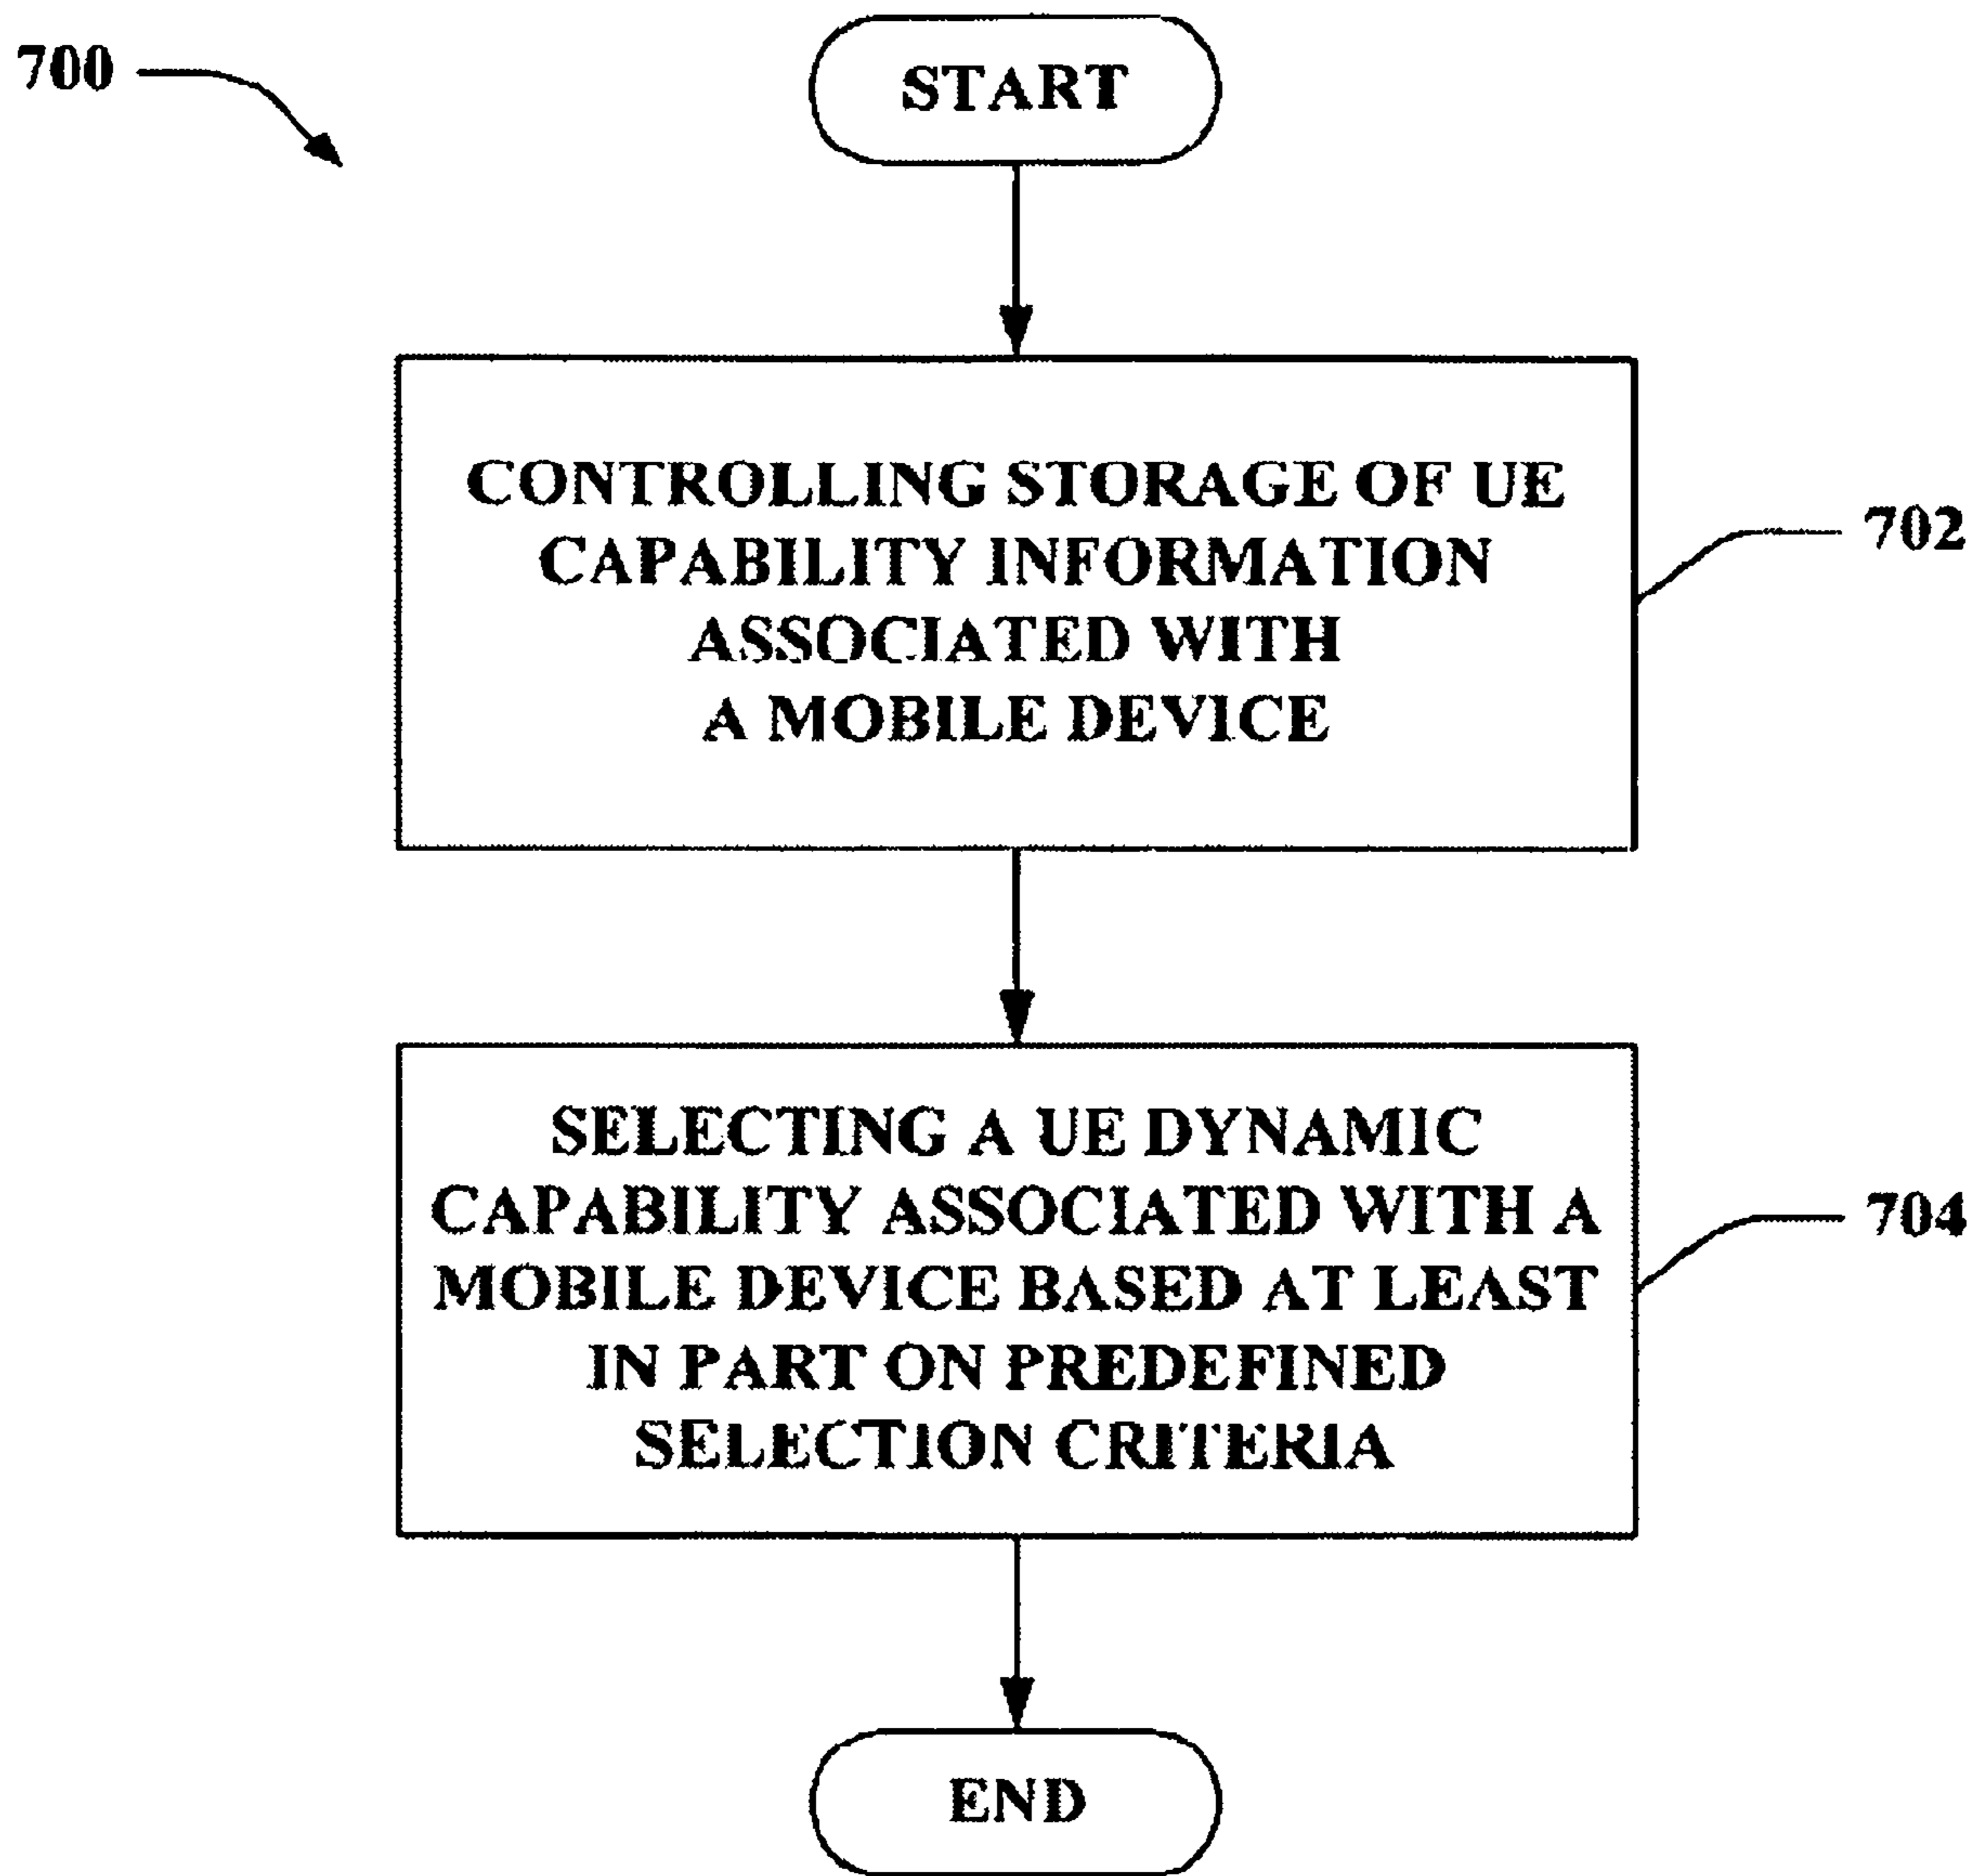 700
START
CONTROLLING STORAGE OF UE
CAPABILITY INFORMATION
ASSOCIATED WITH
A MOBILE DEVICE
702
SELECTING A UE DYNAMIC
CAPABILITY ASSOCIATED WITH A
MOBILE DEVICE BASED AT LEAST
IN PART ON PREDEFINED
SELECTION CRITERIA
704
END